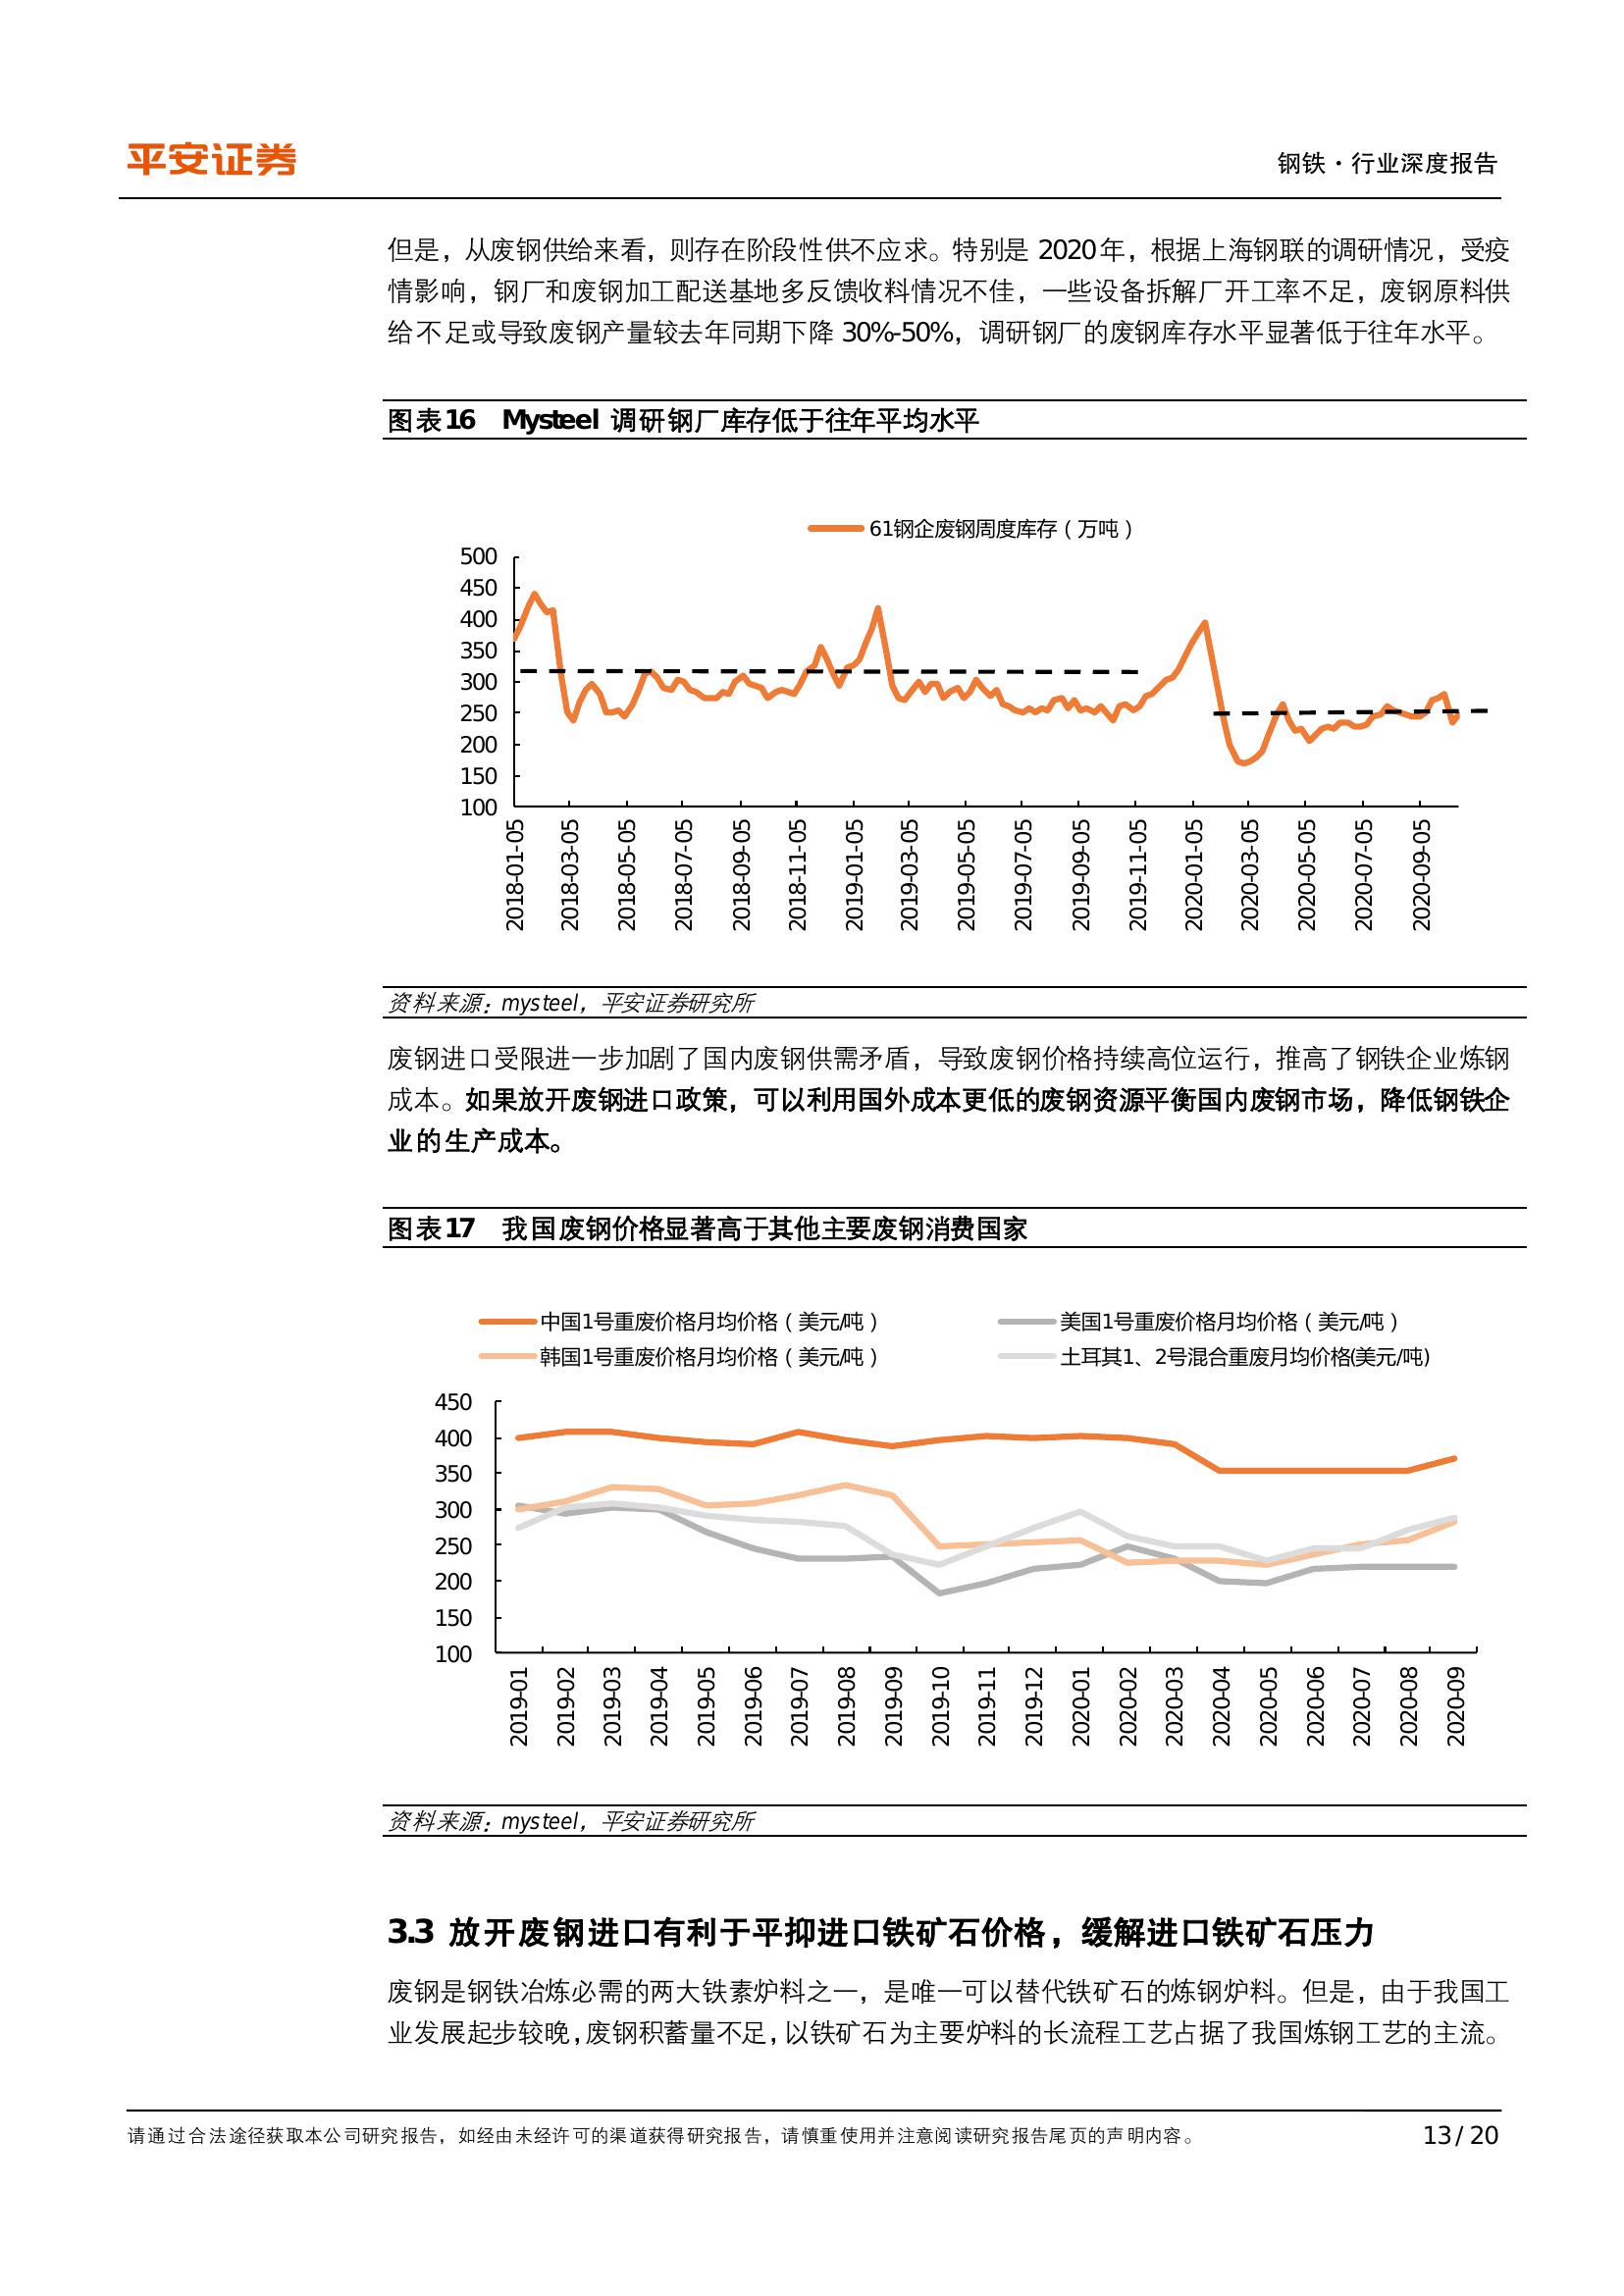 平安证券
钢铁·行业深度报告
但是，从废钢供给来看，则存在阶段性供不应求。特别是 2020年，根据上海钢联的调研情况，受疫
情影响，钢厂和废钢加工配送基地多反馈收料情况不佳，一些设备拆解厂开工率不足，废钢原料供
给不足或导致废钢产量较去年同期下降 30%-50%，调研钢厂的废钢库存水平显著低于往年水平。
图表16 Mysteel 调研钢厂库存低于往年平均水平
61钢企废钢周度库存（万吨）
500
450
400
350
300
250
200
150
100
2018-01-05
2018-03-05
2018-05-05
2018-07-05
2018-09-05
2018-11-05
2019-01-05
2019-03-05
2019-05-05
2019-07-05
2019-09-05
2019-11-05
2020-01-05
2020-03-05
2020-05-05
2020-07-05
2020-09-05
资料来源：mysteel，平安证券研究所
废钢进口受限进一步加剧了国内废钢供需矛盾，导致废钢价格持续高位运行，推高了钢铁企业炼钢
成本。如果放开废钢进口政策，可以利用国外成本更低的废钢资源平衡国内废钢市场，降低钢铁企
业的生产成本。
图表17 我国废钢价格显著高于其他主要废钢消费国家
中国1号重废价格月均价格（美元/吨）
美国1号重废价格月均价格（美元/吨）
韩国1号重废价格月均价格（美元/吨）
土耳其1、2号混合重废月均价格(美元/吨)
450
400
350
300
250
200
150
100
2019-01
2019-02
2019-03
2019-04
2019-05
2019-06
2019-07
2019-08
2019-09
2019-10
2019-11
2019-12
2020-01
2020-02
2020-03
2020-04
2020-05
2020-06
2020-07
2020-08
2020-09
资料来源：mysteel，平安证券研究所
3.3 放开废钢进口有利于平抑进口铁矿石价格，缓解进口铁矿石压力
废钢是钢铁冶炼必需的两大铁素炉料之一，是唯一可以替代铁矿石的炼钢炉料。但是，由于我国工
业发展起步较晚，废钢积蓄量不足，以铁矿石为主要炉料的长流程工艺占据了我国炼钢工艺的主流。
请通过合法途径获取本公司研究报告，如经由未经许可的渠道获得研究报告，请慎重使用并注意阅读研究报告尾页的声明内容。
13 / 20